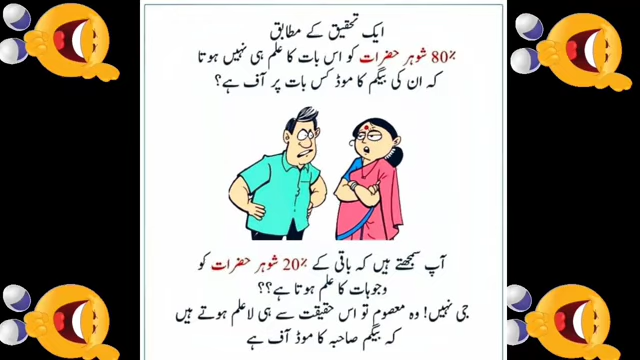 ایک تحقیق کے مطابق
80٪ شوہر حضرات کو اس بات کا علم ہی نہیں ہوتا
کہ ان کی بیگم کا موڈ کس بات پر آف ہے؟
آپ سمجھتے ہیں کہ باقی کے 20٪ شوہر حضرات کو
وجوہات کا علم ہوتا ہے؟؟
جی نہیں! وہ معصوم تو اس حقیقت سے ہی لاعلم ہوتے ہیں
کہ بیگم صاحبہ کا موڈ آف ہے